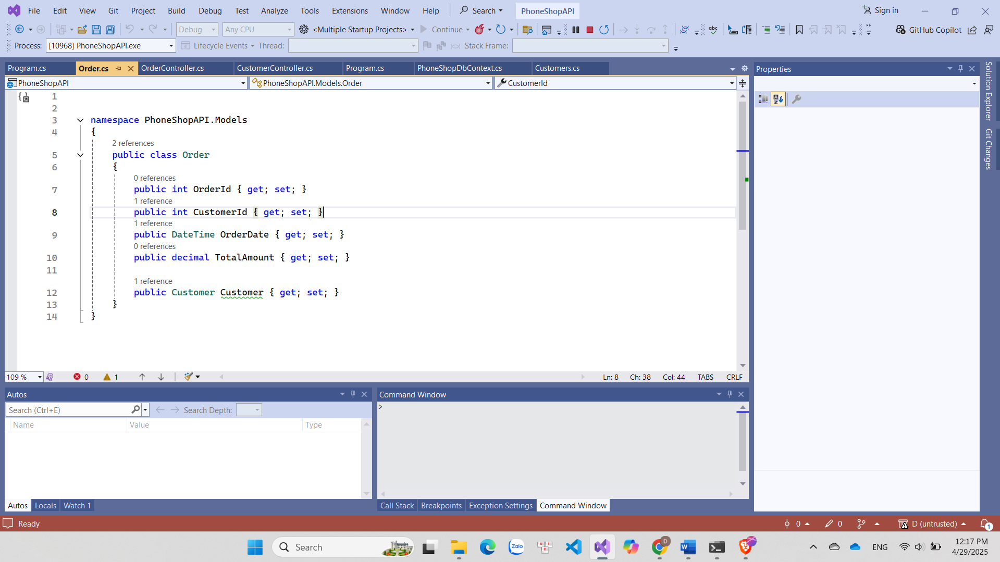 File Edit View Git Project Build Debug Test Analyze Tools Extensions Window Help Search PhoneShopAPI Sign in
Debug Any CPU <Multiple Startup Projects> Continue GitHub Copilot
Process: [10968] PhoneShopAPI.exe Lifecycle Events Thread: Stack Frame:
Program.cs Order.cs OrderController.cs CustomerController.cs Program.cs PhoneShopDbContext.cs Customers.cs
PhoneShopAPI PhoneShopAPI.Models.Order CustomerId
1
2
3 namespace PhoneShopAPI.Models
4 {
2 references
5 public class Order
6 {
0 references
7 public int OrderId { get; set; }
1 reference
8 public int CustomerId { get; set; }
1 reference
9 public DateTime OrderDate { get; set; }
0 references
10 public decimal TotalAmount { get; set; }
11
1 reference
12 public Customer Customer { get; set; }
13 }
14 }
109 % 0 1 Ln: 8 Ch: 38 Col: 44 TABS CRLF
Properties
Solution Explorer
Git Changes
Autos
Search (Ctrl+E) Search Depth:
Name Value Type
Autos Locals Watch 1
Command Window
>
Call Stack Breakpoints Exception Settings Command Window
Ready 0 0 D (untrusted) 1
Search Zalo ENG 12:17 PM
4/29/2025